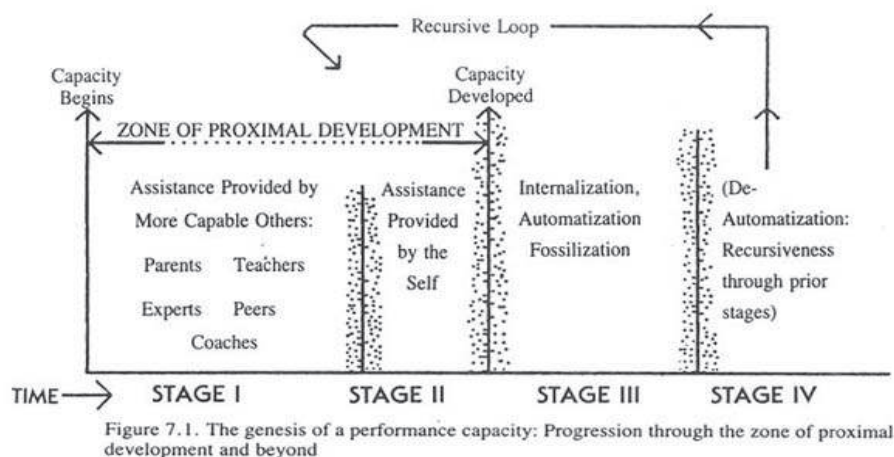 Recursive Loop
Capacity
Begins
Capacity
Developed
ZONE OF PROXIMAL DEVELOPMENT
Assistance Provided by
More Capable Others:
Parents Teachers
Experts Peers
Coaches
Assistance
Provided
by the
Self
Internalization,
Automatization
Fossilization
(De-
Automatization:
Recursiveness
through prior
stages)
TIME
STAGE I
STAGE II
STAGE III
STAGE IV
Figure 7.1. The genesis of a performance capacity: Progression through the zone of proximal
development and beyond